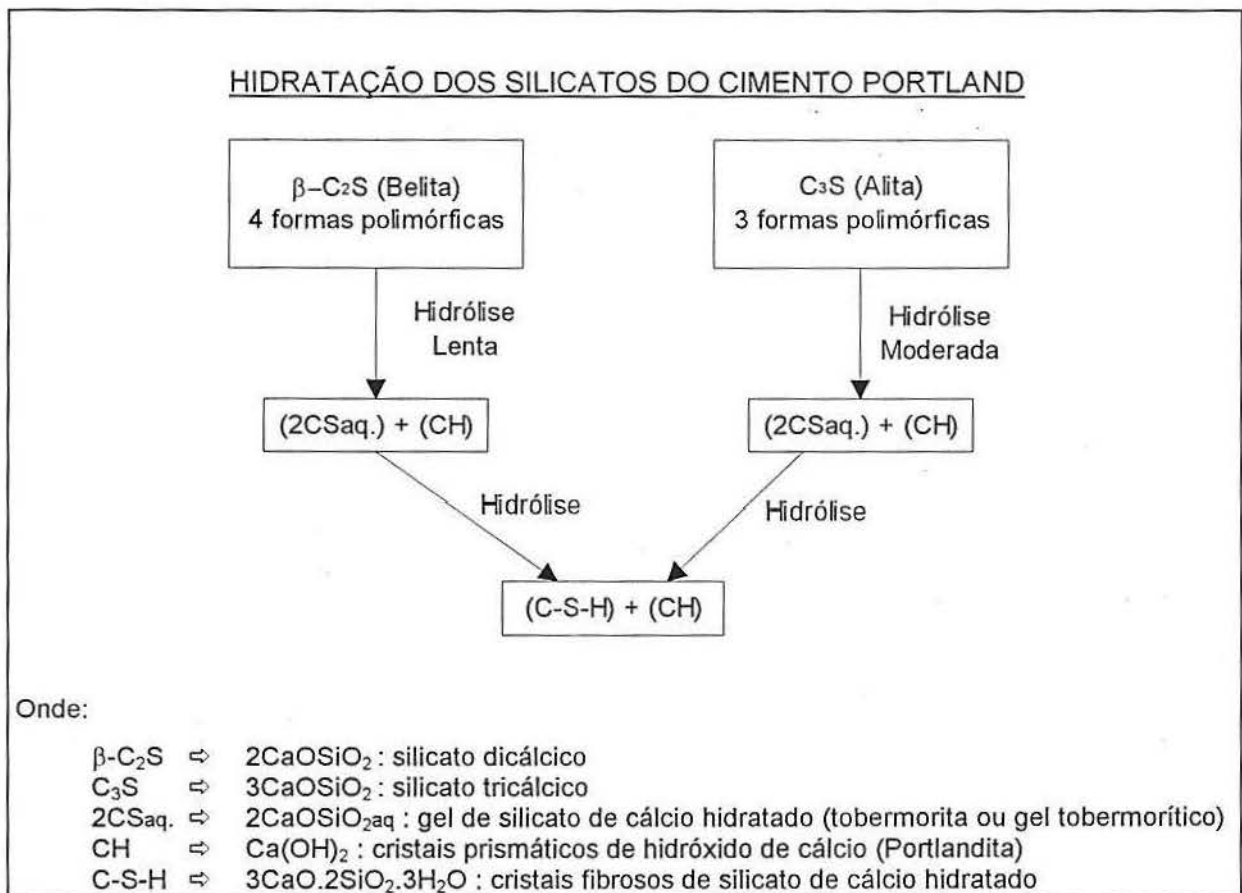 HIDRATAÇÃO DOS SILICATOS DO CIMENTO PORTLAND
β–C2S (Belita)
4 formas polimórficas
C3S (Alita)
3 formas polimórficas
Hidrólise
Lenta
Hidrólise
Moderada
(2CSaq.) + (CH)
(2CSaq.) + (CH)
Hidrólise
Hidrólise
(C-S-H) + (CH)
Onde:
β-C₂S ⇨ 2CaOSiO₂ : silicato dicálcico
C₃S ⇨ 3CaOSiO₂ : silicato tricálcico
2CSaq. ⇨ 2CaOSiO₂aq : gel de silicato de cálcio hidratado (tobermorita ou gel tobermorítico)
CH ⇨ Ca(OH)₂ : cristais prismáticos de hidróxido de cálcio (Portlandita)
C-S-H ⇨ 3CaO.2SiO₂.3H₂O : cristais fibrosos de silicato de cálcio hidratado